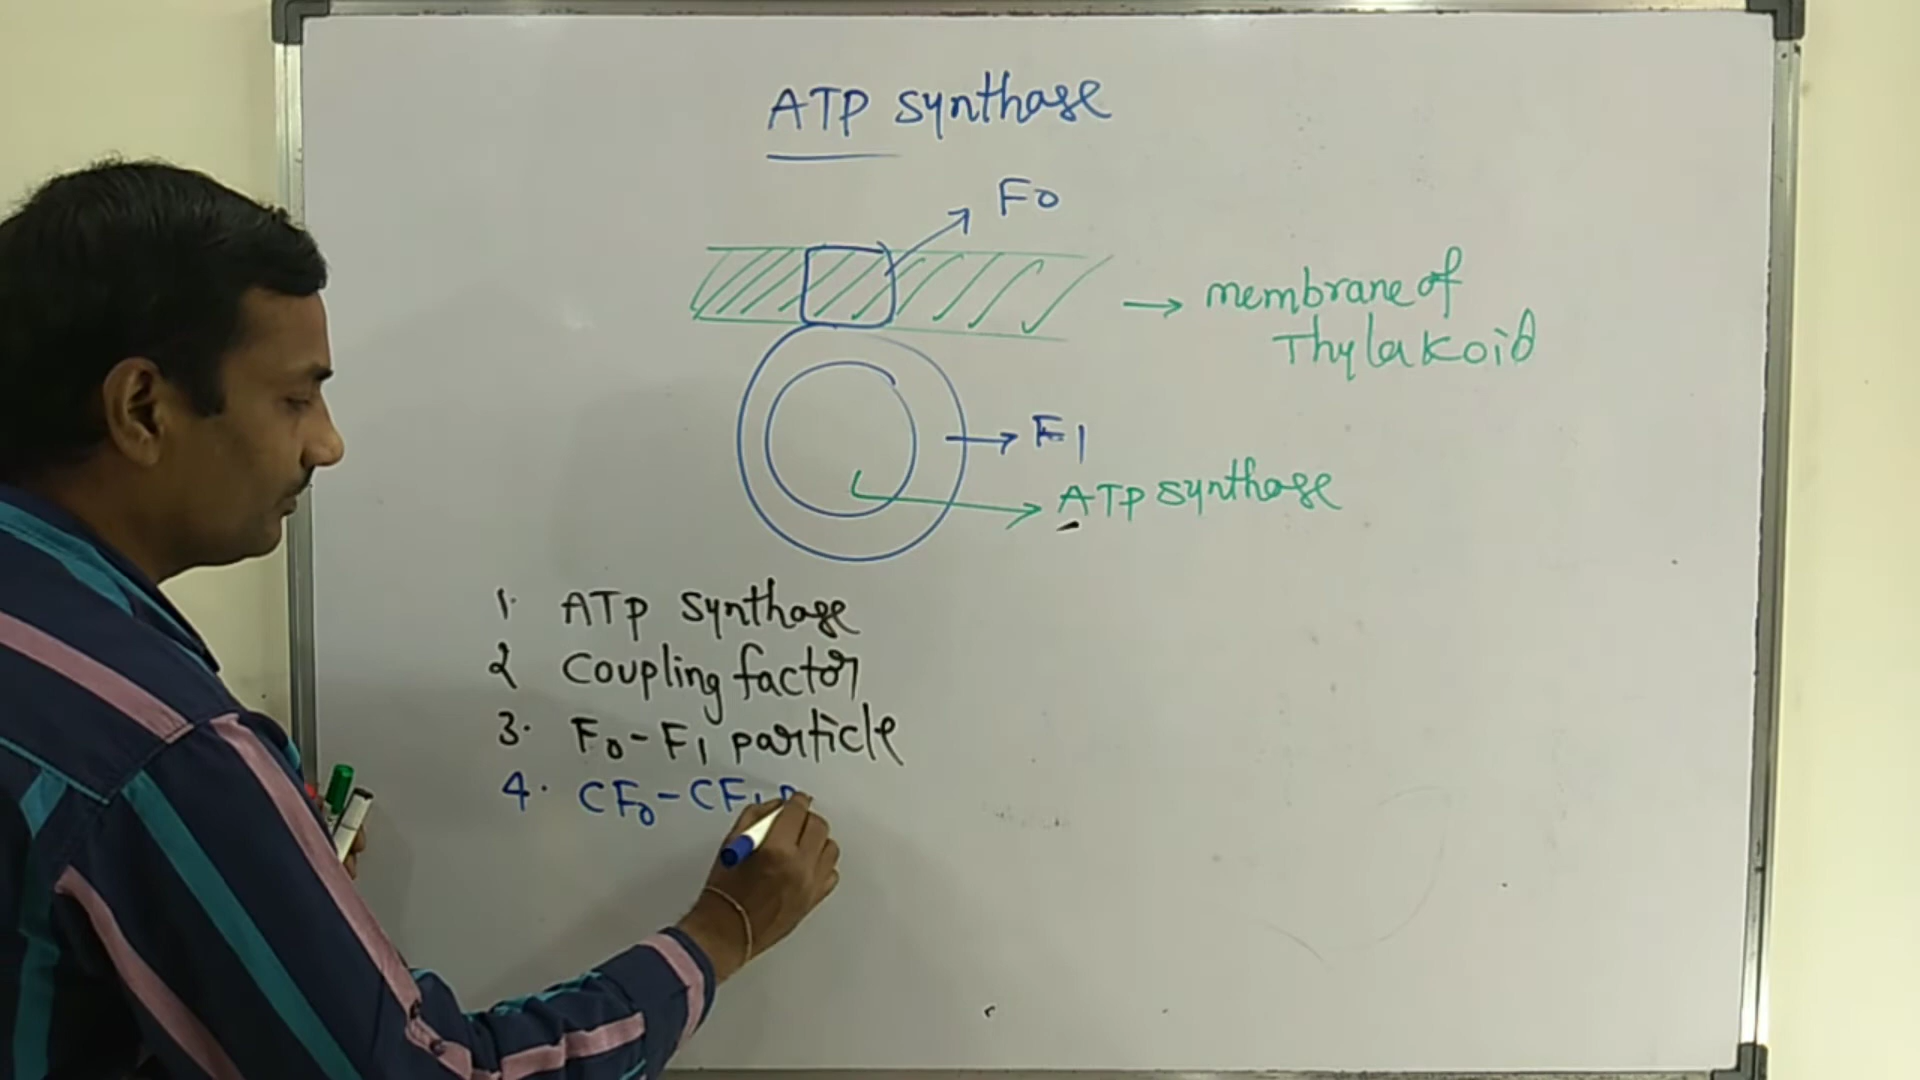 ATP synthase
F0
membrane of
Thylakoid
F1
ATP synthase
1. ATP synthase
2 Coupling factor
3. F0-F1 particle
4. CF0-CF1